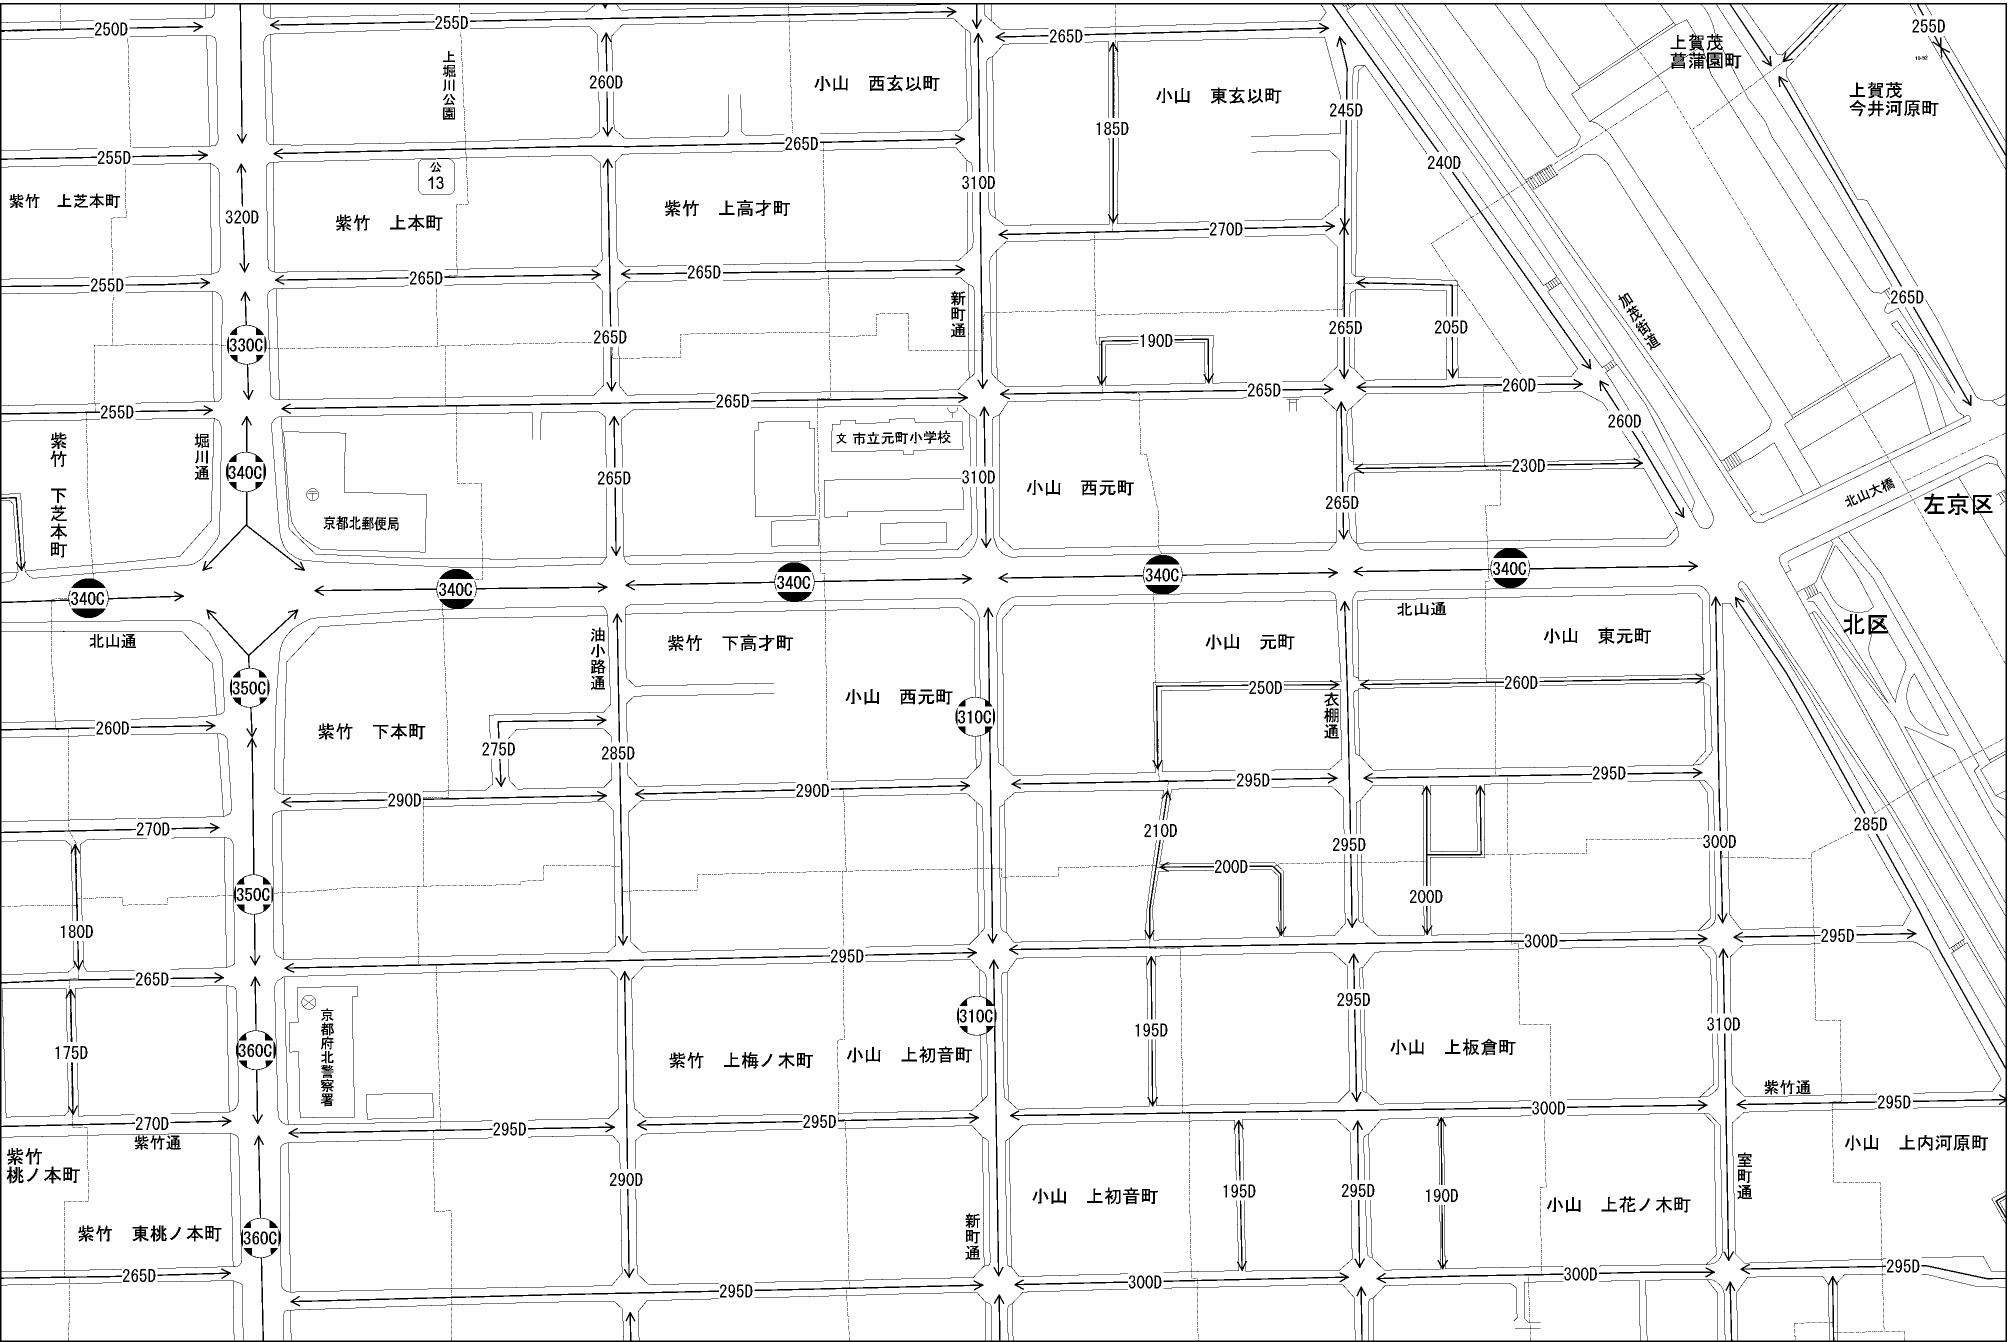 250D
255D
265D
255D
上賀茂
菖蒲園町
上堀川公園
260D
小山 西玄以町
小山 東玄以町
245D
上賀茂
今井河原町
185D
255D
265D
240D
公
13
310D
紫竹 上芝本町
320D
紫竹 上本町
紫竹 上高才町
270D
255D
265D
265D
新町通
265D
加茂街道
330C
265D
190D
265D
205D
255D
265D
265D
260D
260D
紫竹 下芝本町
堀川通
340C
文 市立元町小学校
265D
310D
小山 西元町
230D
265D
京都北郵便局
北山大橋
左京区
340C
340C
340C
340C
340C
北山通
北山通
油小路通
紫竹 下高才町
小山 元町
小山 東元町
北区
350C
小山 西元町
250D
260D
衣棚通
260D
紫竹 下本町
310C
275D
285D
290D
290D
295D
295D
270D
210D
295D
300D
285D
350C
200D
200D
180D
265D
295D
300D
295D
京都府北警察署
295D
310C
195D
310D
175D
360C
紫竹 上梅ノ木町
小山 上初音町
小山 上板倉町
紫竹通
270D
紫竹通
295D
295D
300D
295D
紫竹
桃ノ本町
小山 上内河原町
290D
小山 上初音町
195D
295D
190D
小山 上花ノ木町
室町通
紫竹 東桃ノ本町
360C
新町通
265D
295D
300D
300D
295D